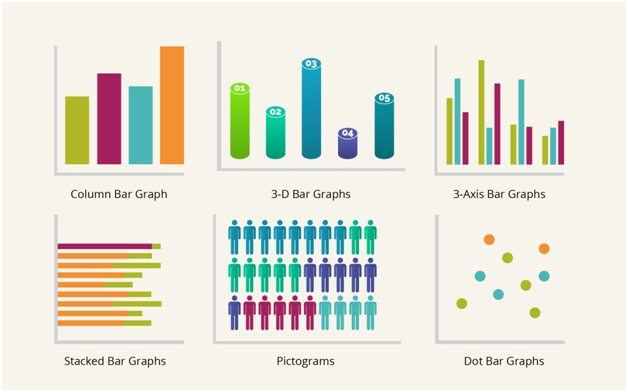 01
02
03
04
05
Column Bar Graph
3-D Bar Graphs
3-Axis Bar Graphs
Stacked Bar Graphs
Pictograms
Dot Bar Graphs